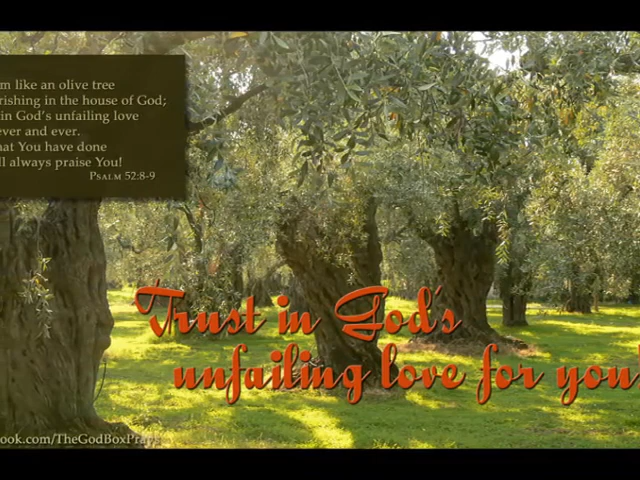 m like an olive tree
rishing in the house of God;
in God's unfailing love
ever and ever.
hat You have done
ll always praise You!
Psalm 52:8-9
Trust in God's
unfailing love for you!
ook.com/TheGodBoxPrays